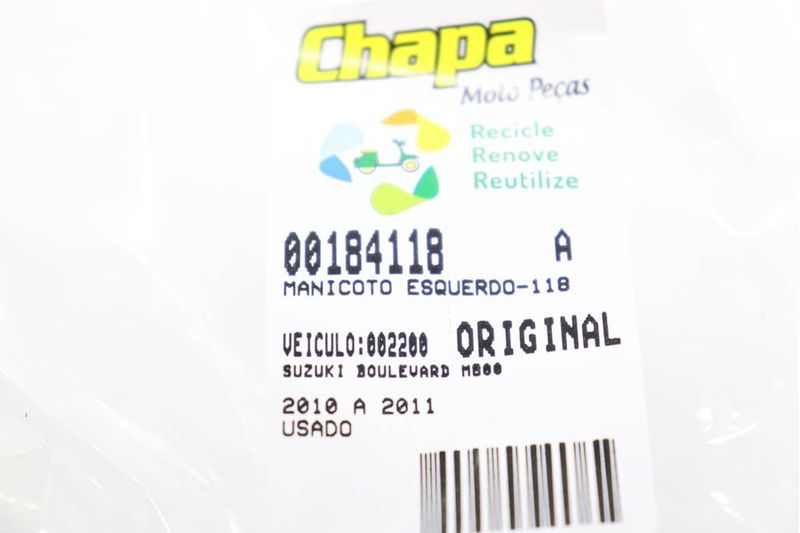 Chapa
Moto Peças
Recicle
Renove
Reutilize
00184118 A
MANICOTO ESQUERDO-118
VEICULO:002200 ORIGINAL
SUZUKI BOULEVARD M800
2010 A 2011
USADO